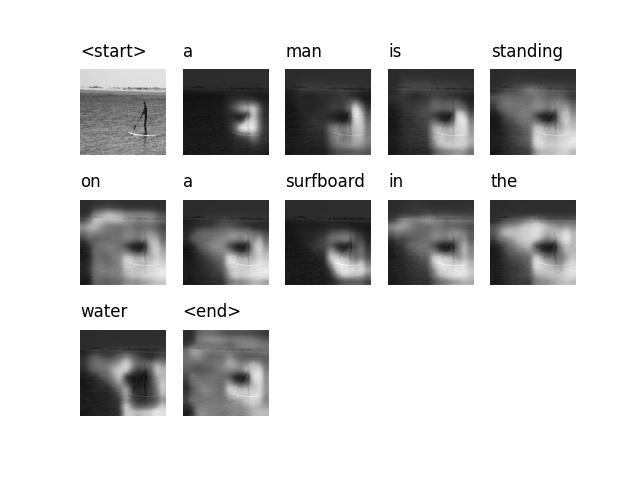 <start> a man is standing
on a surfboard in the
water <end>